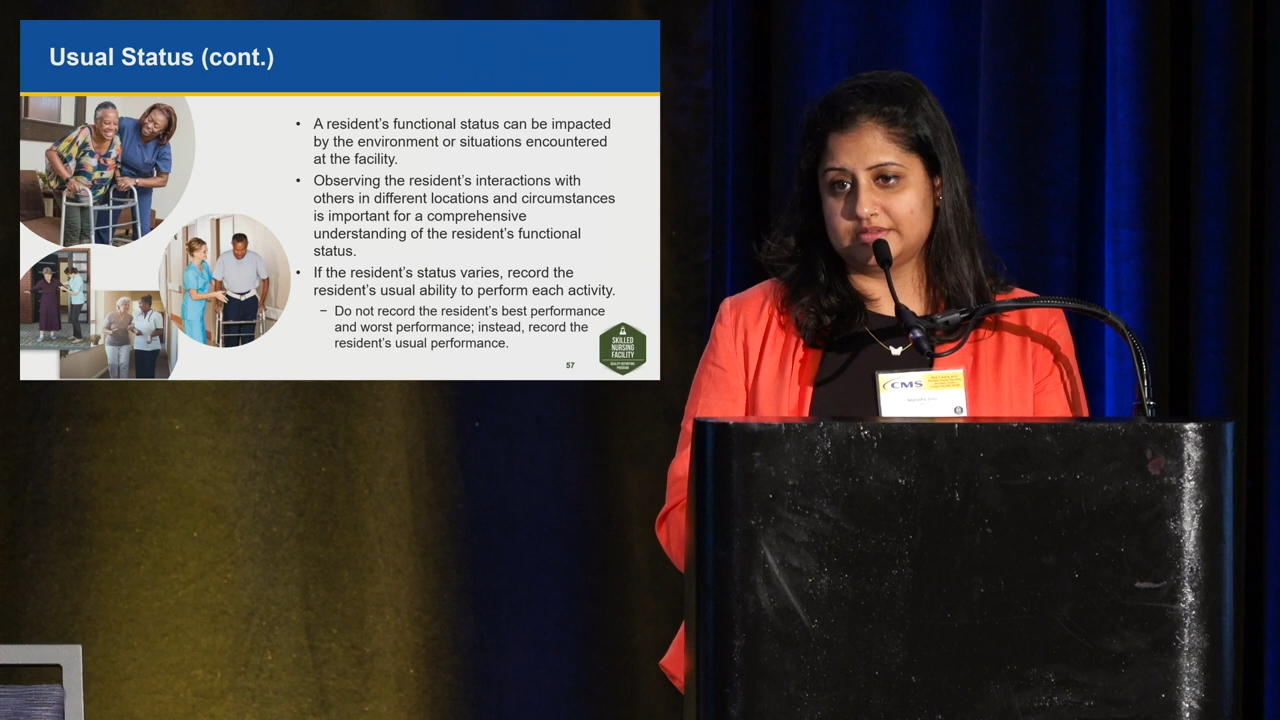 Usual Status (cont.)
• A resident’s functional status can be impacted
by the environment or situations encountered
at the facility.
• Observing the resident’s interactions with
others in different locations and circumstances
is important for a comprehensive
understanding of the resident’s functional
status.
• If the resident’s status varies, record the
resident’s usual ability to perform each activity.
− Do not record the resident’s best performance
and worst performance; instead, record the
resident’s usual performance.
57
SKILLED
NURSING
FACILITY
QUALITY REPORTING
PROGRAM
CMS